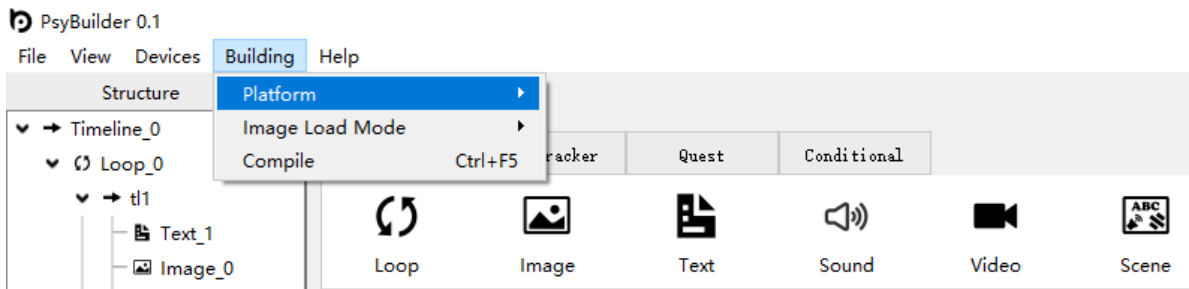 PsyBuilder 0.1
File View Devices Building Help
Structure
Platform
Image Load Mode
Compile Ctrl+F5
Timeline_0
Loop_0
tl1
Text_1
Image_0
Quest Conditional
ABC
Loop Image Text Sound Video Scene